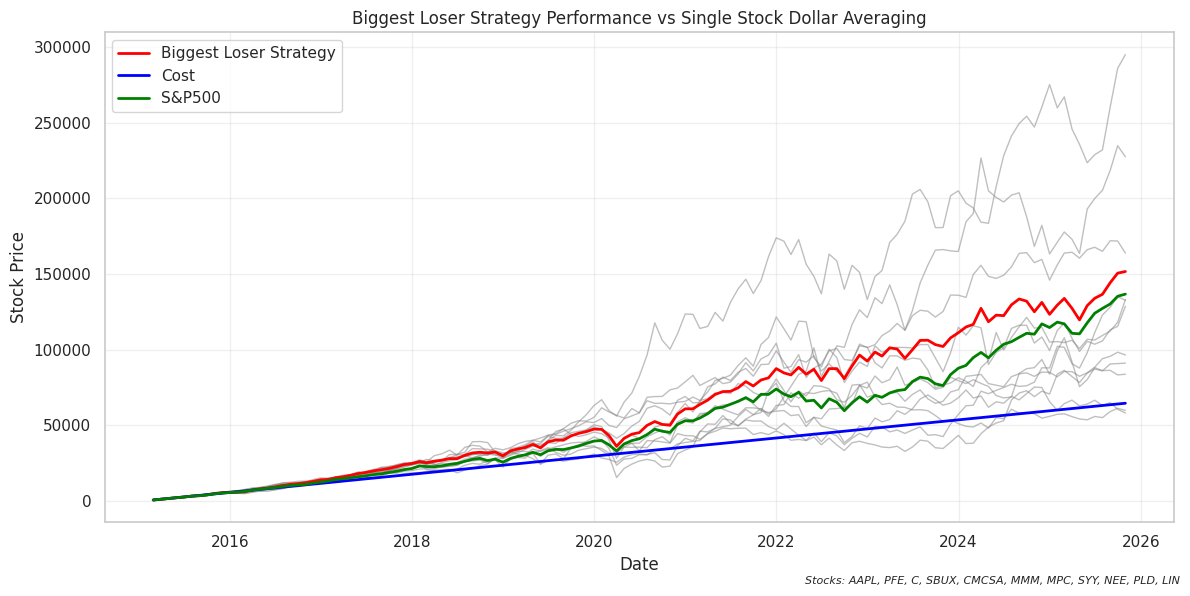 Biggest Loser Strategy Performance vs Single Stock Dollar Averaging
Biggest Loser Strategy
Cost
S&P500
Stock Price
300000
250000
200000
150000
100000
50000
0
2016
2018
2020
2022
2024
2026
Date
Stocks: AAPL, PFE, C, SBUX, CMCSA, MMM, MPC, SYY, NEE, PLD, LIN